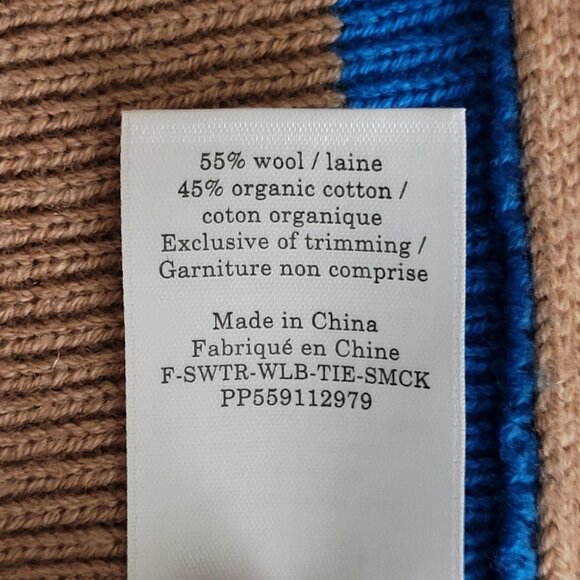 55% wool / laine
45% organic cotton /
coton organique
Exclusive of trimming /
Garniture non comprise
Made in China
Fabriqué en Chine
F-SWTR-WLB-TIE-SMCK
PP559112979